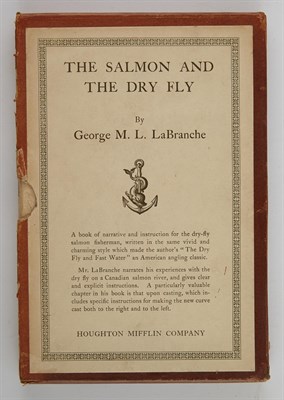 THE SALMON AND
THE DRY FLY
By
George M. L. LaBranche
A book of narrative and instruction for the dry-fly
salmon fisherman, written in the same vivid and
charming style which made the author's "The Dry
Fly and Fast Water" an American angling classic.
Mr. LaBranche narrates his experiences with the
dry fly on a Canadian salmon river, and gives clear
and explicit instructions. A particularly valuable
chapter in his book is that upon casting, which in-
cludes specific instructions for making the new curve
cast both to the right and to the left.
HOUGHTON MIFFLIN COMPANY